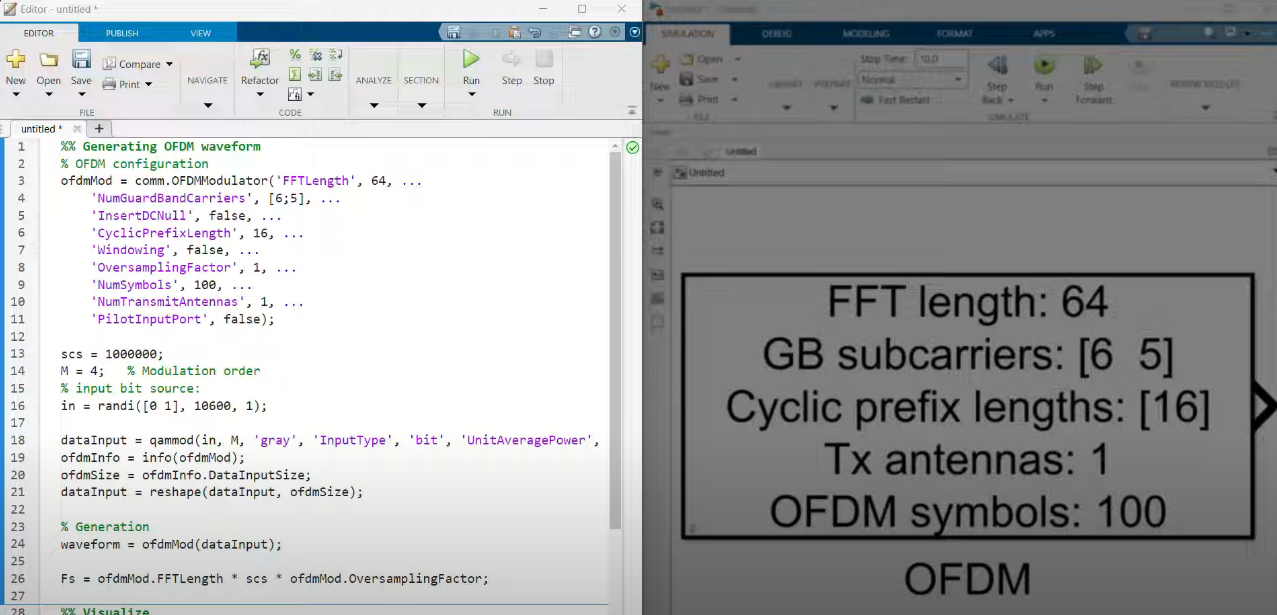 Editor - untitled *
EDITOR
PUBLISH
VIEW
New
Open
Save
Compare
Print
FILE
NAVIGATE
Refactor
CODE
ANALYZE
SECTION
Run
Step
Stop
RUN
untitled *
1 %% Generating OFDM waveform
2 % OFDM configuration
3 ofdmMod = comm.OFDMModulator('FFTLength', 64, ...
4 'NumGuardBandCarriers', [6;5], ...
5 'InsertDCNull', false, ...
6 'CyclicPrefixLength', 16, ...
7 'Windowing', false, ...
8 'OversamplingFactor', 1, ...
9 'NumSymbols', 100, ...
10 'NumTransmitAntennas', 1, ...
11 'PilotInputPort', false);
12
13 scs = 1000000;
14 M = 4; % Modulation order
15 % input bit source:
16 in = randi([0 1], 10600, 1);
17
18 dataInput = qammod(in, M, 'gray', 'InputType', 'bit', 'UnitAveragePower',
19 ofdmInfo = info(ofdmMod);
20 ofdmSize = ofdmInfo.DataInputSize;
21 dataInput = reshape(dataInput, ofdmSize);
22
23 % Generation
24 waveform = ofdmMod(dataInput);
25
26 Fs = ofdmMod.FFTLength * scs * ofdmMod.OversamplingFactor;
27
28 %% Visualize
SIMULATION
DEBUG
MODELING
FORMAT
APPS
New
Open
Save
Print
FILE
LIBRARY
PREPARE
Stop Time: 10.0
Normal
Fast Restart
Step Back
Run
Step Forward
SIMULATE
REVIEW RESULTS
Untitled
Untitled
FFT length: 64
GB subcarriers: [6 5]
Cyclic prefix lengths: [16]
Tx antennas: 1
OFDM symbols: 100
OFDM